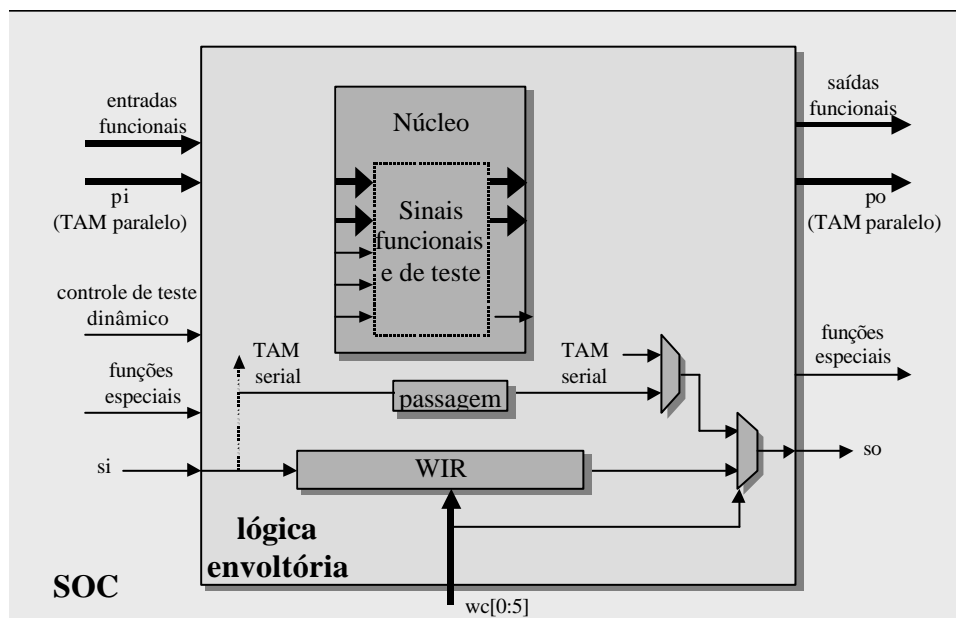 entradas
funcionais
pi
(TAM paralelo)
controle de teste
dinâmico
funções
especiais
si
Núcleo
Sinais
funcionais
e de teste
TAM
serial
passagem
TAM
serial
WIR
lógica
envoltória
SOC
wc[0:5]
saídas
funcionais
po
(TAM paralelo)
funções
especiais
so